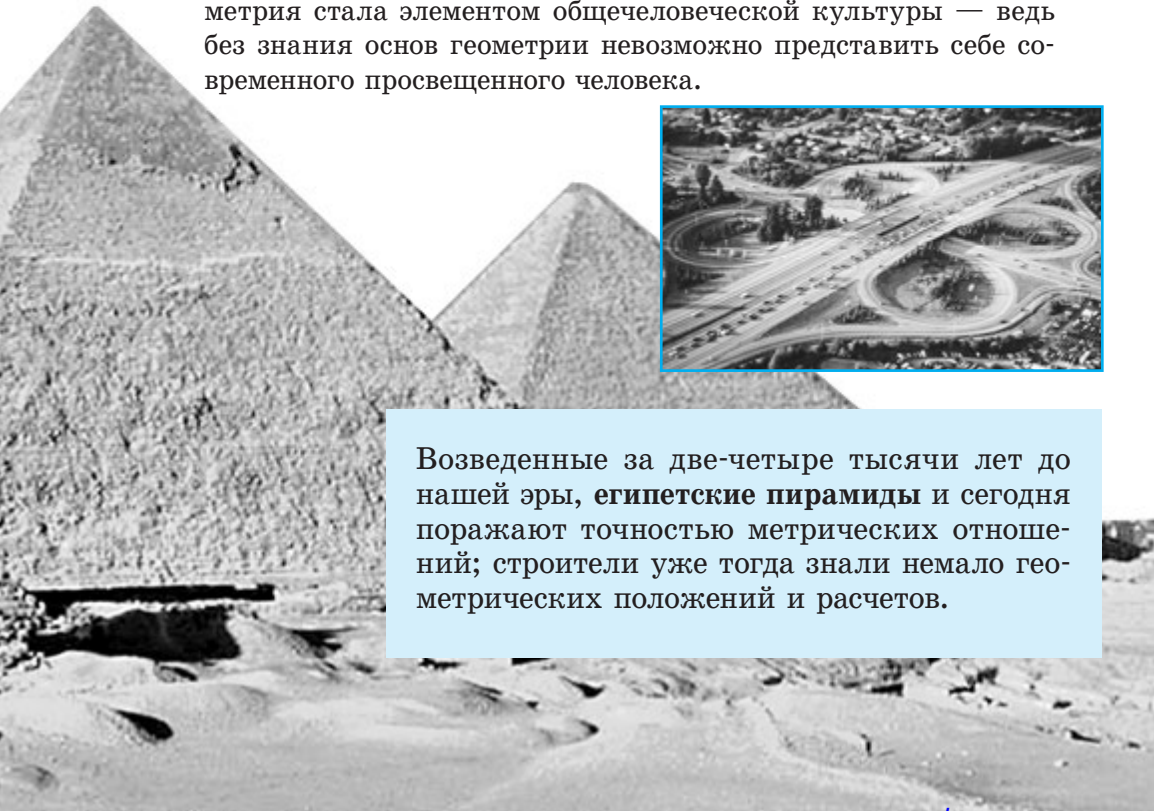 метрия стала элементом общечеловеческой культуры — ведь
без знания основ геометрии невозможно представить себе со-
временного просвещенного человека.
Возведенные за две-четыре тысячи лет до
нашей эры, египетские пирамиды и сегодня
поражают точностью метрических отноше-
ний; строители уже тогда знали немало гео-
метрических положений и расчетов.